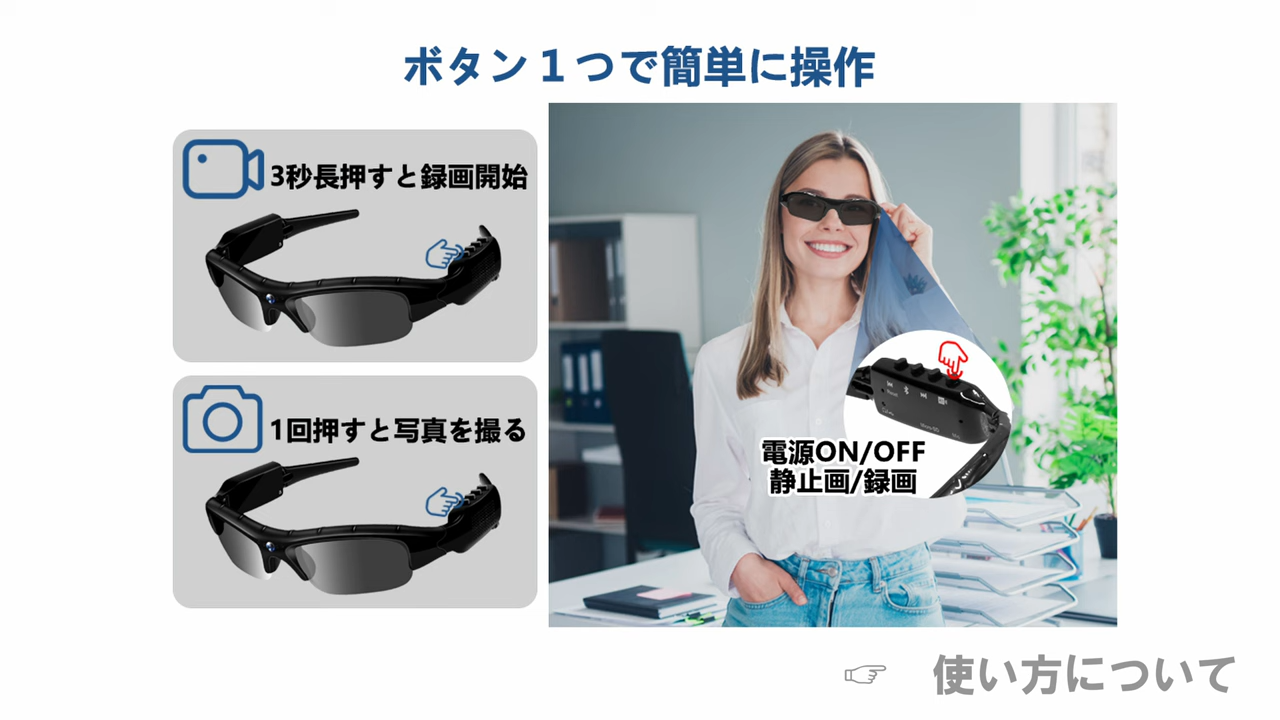 ボタン１つで簡単に操作
3秒長押すと録画開始
1回押すと写真を撮る
電源ON/OFF
静止画/録画
☞ 使い方について